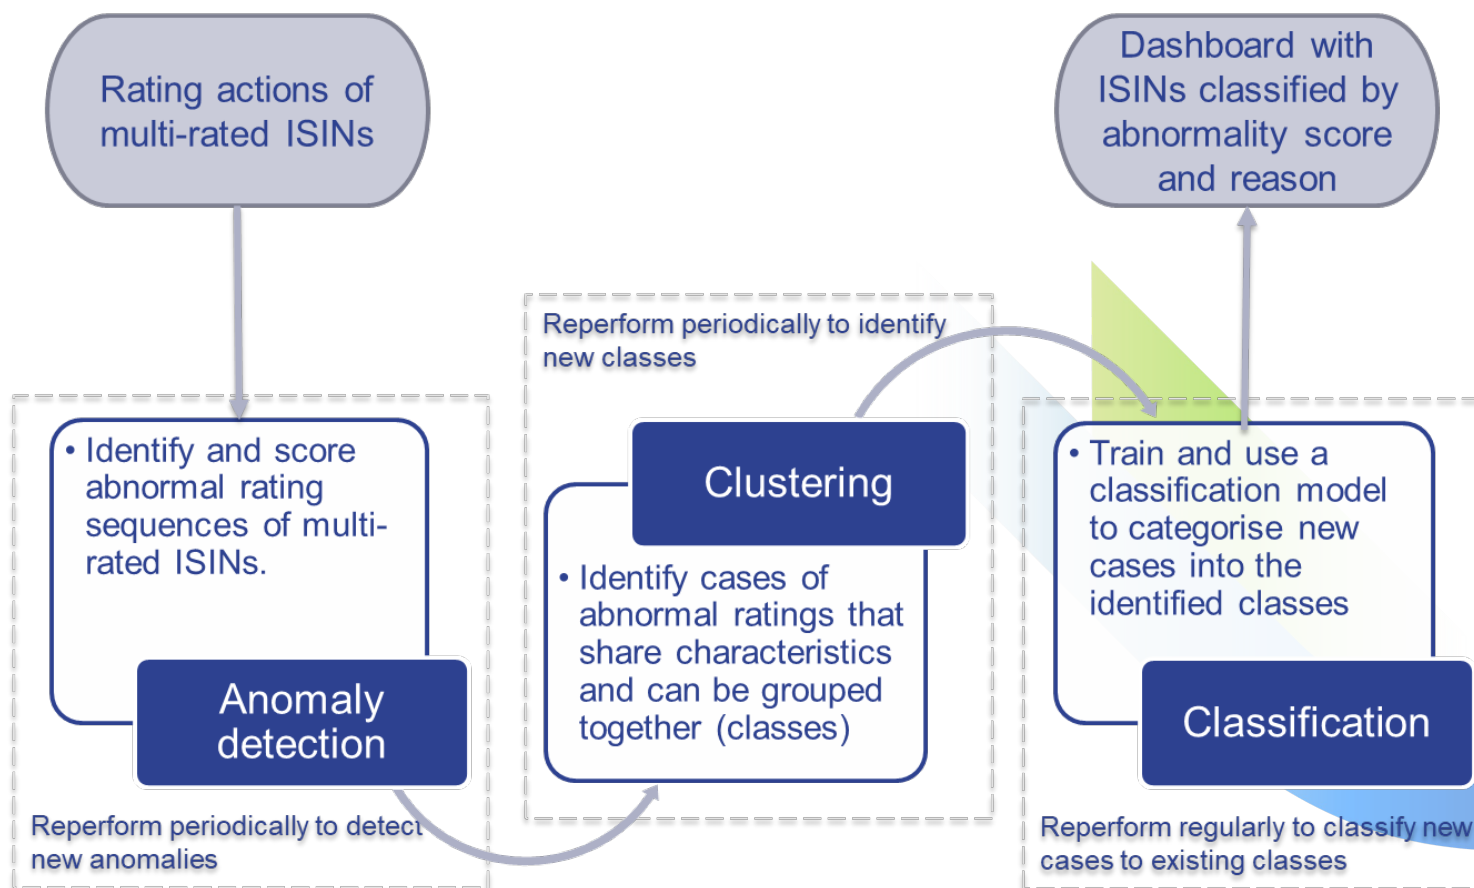 Rating actions of
multi-rated ISINs
Dashboard with
ISINs classified by
abnormality score
and reason
• Identify and score
abnormal rating
sequences of multi-
rated ISINs.
Anomaly
detection
Reperform periodically to detect
new anomalies
Reperform periodically to identify
new classes
Clustering
• Identify cases of
abnormal ratings that
share characteristics
and can be grouped
together (classes)
• Train and use a
classification model
to categorise new
cases into the
identified classes
Classification
Reperform regularly to classify new
cases to existing classes